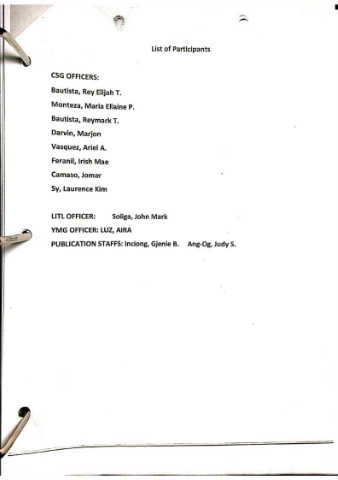 List of Participants
CSG OFFICERS:
Bautista, Rey Elijah T.
Monteza, Maria Ellaine P.
Bautista, Reymark T.
Darvin, Marjon
Vasquez, Ariel A.
Feranil, Irish Mae
Camaso, Jomar
Sy, Laurence Kim
LITL OFFICER: Soliga, John Mark
YMG OFFICER: LUZ, AIRA
PUBLICATION STAFFS: Inciong, Gjenie B. Ang-Og, Judy S.